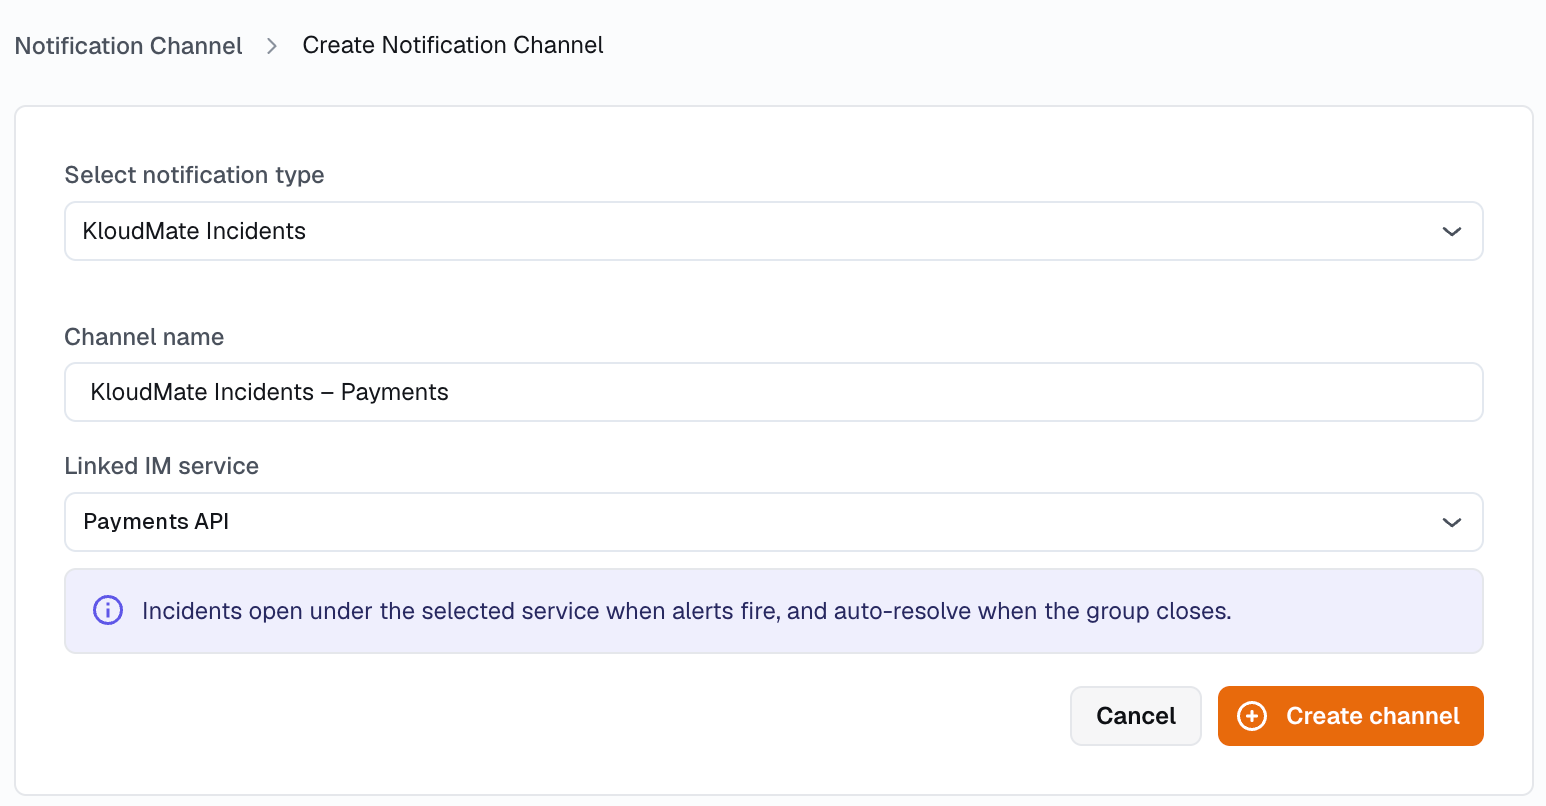 Notification Channel > Create Notification Channel
Select notification type
KloudMate Incidents
Channel name
KloudMate Incidents – Payments
Linked IM service
Payments API
Incidents open under the selected service when alerts fire, and auto-resolve when the group closes.
Cancel Create channel